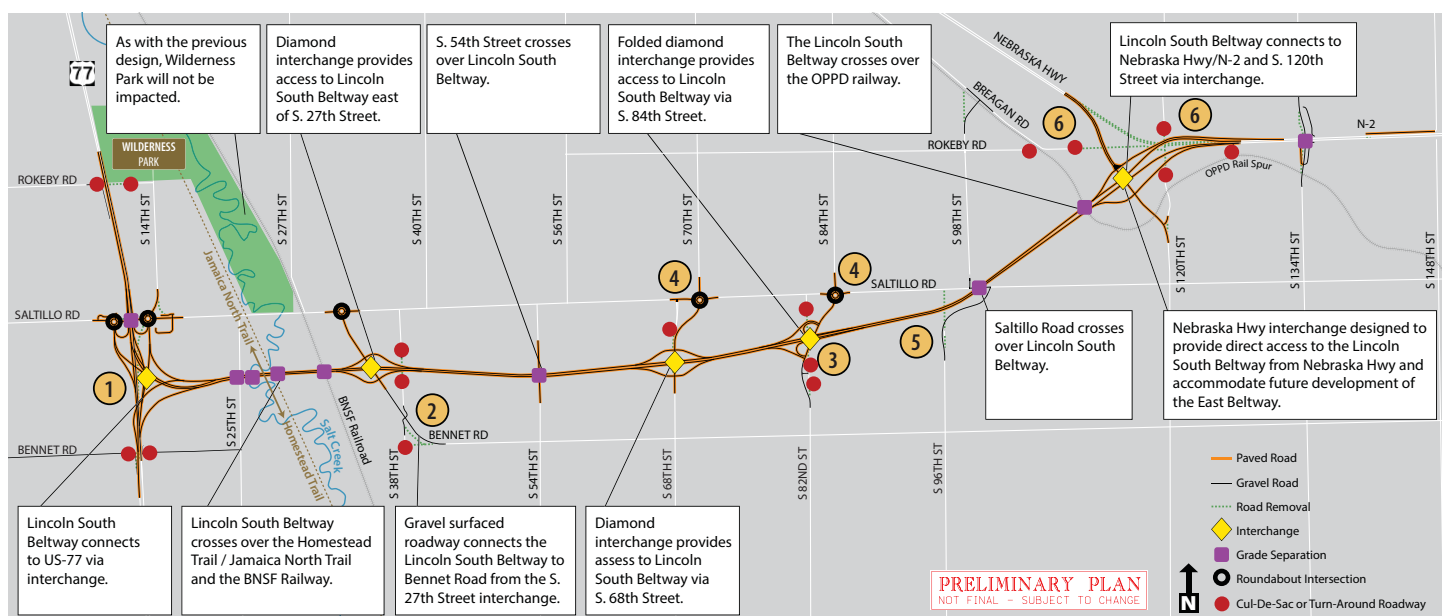 As with the previous
design, Wilderness
Park will not be
impacted.
Diamond
interchange provides
access to Lincoln
South Beltway east
of S. 27th Street.
S. 54th Street crosses
over Lincoln South
Beltway.
Folded diamond
interchange provides
access to Lincoln
South Beltway via
S. 84th Street.
The Lincoln South
Beltway crosses over
the OPPD railway.
Lincoln South Beltway connects to
Nebraska Hwy/N-2 and S. 120th
Street via interchange.
77
NEBRASKA HWY
BREAGAN RD
6
6
N-2
ROKEBY RD
OPPD Rail Spur
WILDERNESS
PARK
ROKEBY RD
S 14TH ST
S 27TH ST
S 40TH ST
S 56TH ST
S 70TH ST
S 84TH ST
S 98TH ST
S 120TH ST
S 134TH ST
S 148TH ST
Jamaica North Trail
4
4
SALTILLO RD
SALTILLO RD
1
2
3
5
S 25TH ST
Homestead Trail
Salt Creek
BNSF Railroad
S 38TH ST
BENNET RD
BENNET RD
S 54TH ST
S 68TH ST
S 82ND ST
S 96TH ST
Saltillo Road crosses
over Lincoln South
Beltway.
Nebraska Hwy interchange designed to
provide direct access to the Lincoln
South Beltway from Nebraska Hwy and
accommodate future development of
the East Beltway.
Lincoln South
Beltway connects
to US-77 via
interchange.
Lincoln South Beltway
crosses over the Homestead
Trail / Jamaica North Trail
and the BNSF Railway.
Gravel surfaced
roadway connects the
Lincoln South Beltway to
Bennet Road from the S.
27th Street interchange.
Diamond
interchange provides
assess to Lincoln
South Beltway via
S. 68th Street.
PRELIMINARY PLAN
NOT FINAL - SUBJECT TO CHANGE
N
Paved Road
Gravel Road
Road Removal
Interchange
Grade Separation
Roundabout Intersection
Cul-De-Sac or Turn-Around Roadway